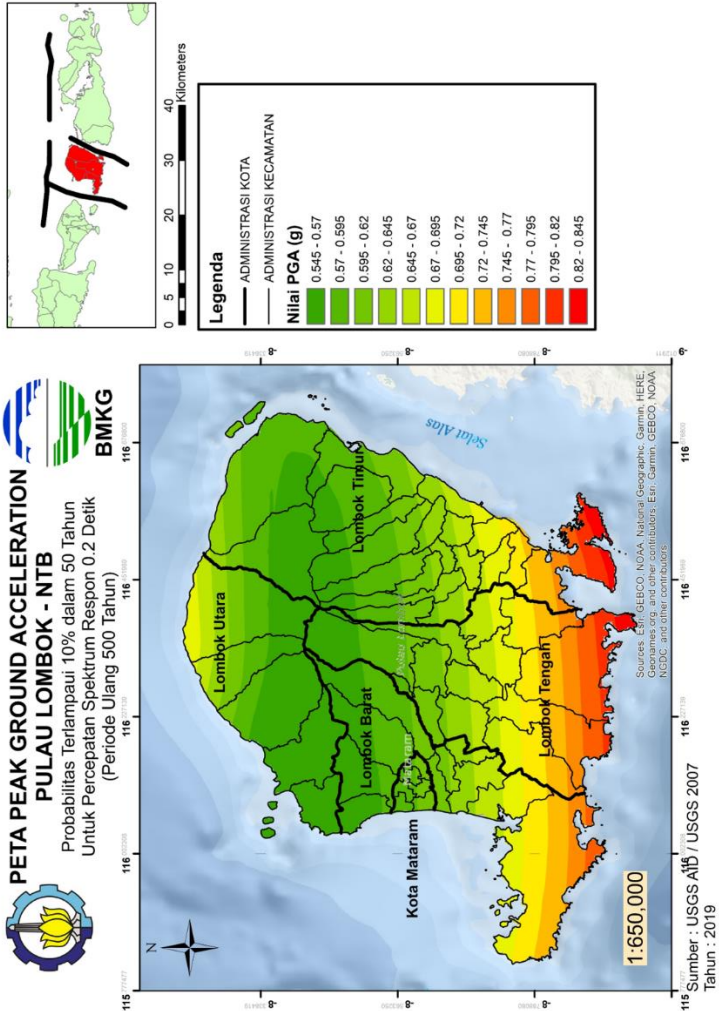 PETA PEAK GROUND ACCELERATION
PULAU LOMBOK - NTB
Probabilitas Terlampaui 10% dalam 50 Tahun
Untuk Percepatan Spektrum Respon 0.2 Detik
(Periode Ulang 500 Tahun)
BMKG
N
115
116
116
116
116
116
-8
-8
-8
-9
Lombok Utara
Lombok Timur
Lombok Barat
Mataram
Pulau Lombok
Kota Mataram
Lombok Tengah
Selat Alas
1:650,000
Sources: Esri, GEBCO, NOAA, National Geographic, Garmin, HERE,
Geonames.org, and other contributors; Esri, Garmin, GEBCO, NOAA
NGDC, and other contributors
Sumber : USGS AID / USGS 2007
Tahun : 2019
0 5 10 20 30 40
Kilometers
Legenda
ADMINISTRASI KOTA
ADMINISTRASI KECAMATAN
Nilai PGA (g)
0.545 - 0.57
0.57 - 0.595
0.595 - 0.62
0.62 - 0.645
0.645 - 0.67
0.67 - 0.695
0.695 - 0.72
0.72 - 0.745
0.745 - 0.77
0.77 - 0.795
0.795 - 0.82
0.82 - 0.845